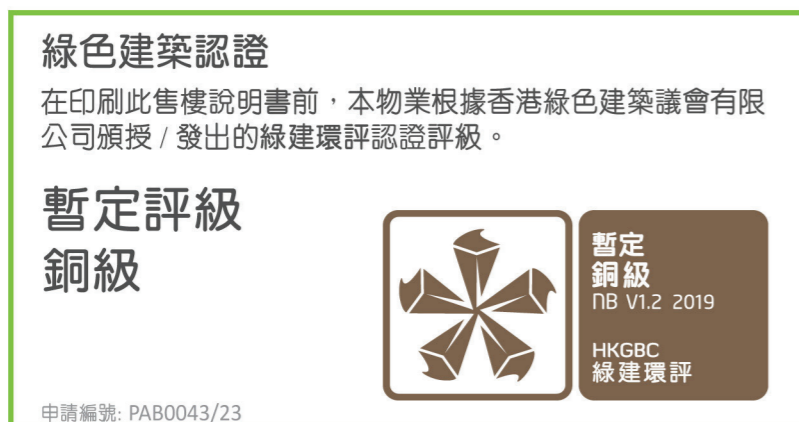 綠色建築認證
在印刷此售樓說明書前，本物業根據香港綠色建築議會有限
公司頒授 / 發出的綠建環評認證評級。
暫定評級
銅級
暫定
銅級
NB V1.2 2019
HKGBC
綠建環評
申請編號: PAB0043/23